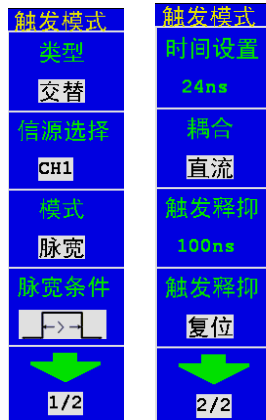 触发模式
类型
交替
信源选择
CH1
模式
脉宽
脉宽条件
1/2
触发模式
时间设置
24ns
耦合
直流
触发释抑
100ns
触发释抑
复位
2/2